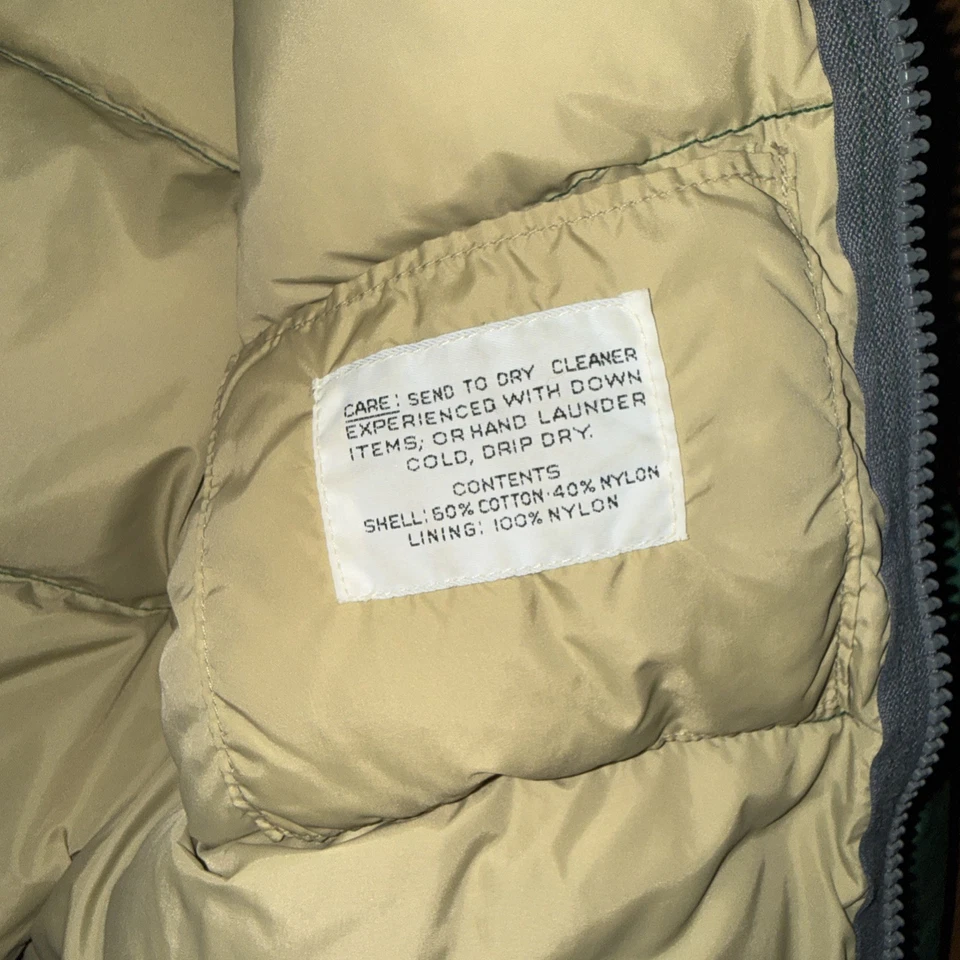 CARE: SEND TO DRY CLEANER
EXPERIENCED WITH DOWN
ITEMS; OR HAND LAUNDER
COLD, DRIP DRY.
CONTENTS
SHELL: 60% COTTON·40% NYLON
LINING: 100% NYLON